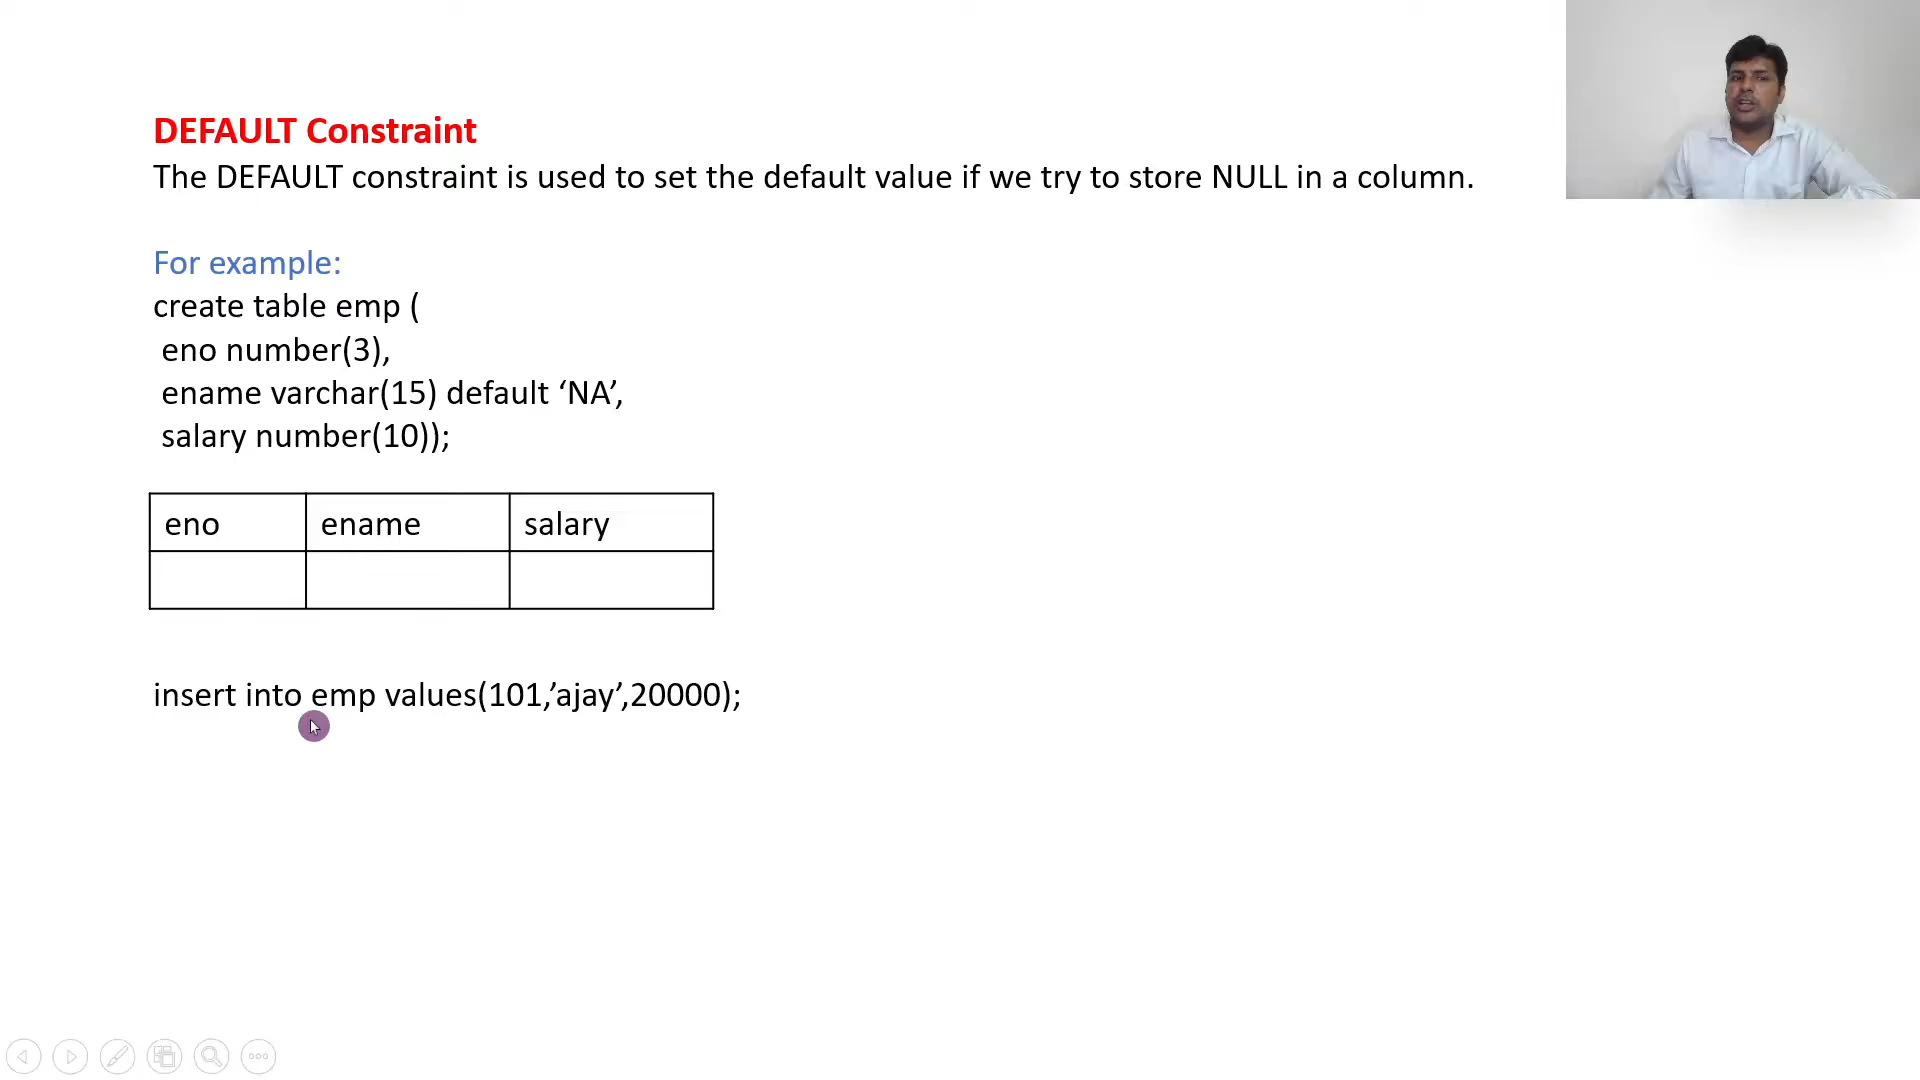 DEFAULT Constraint
The DEFAULT constraint is used to set the default value if we try to store NULL in a column.
For example:
create table emp (
eno number(3),
ename varchar(15) default ‘NA’,
salary number(10));
eno ename salary
insert into emp values(101,’ajay’,20000);